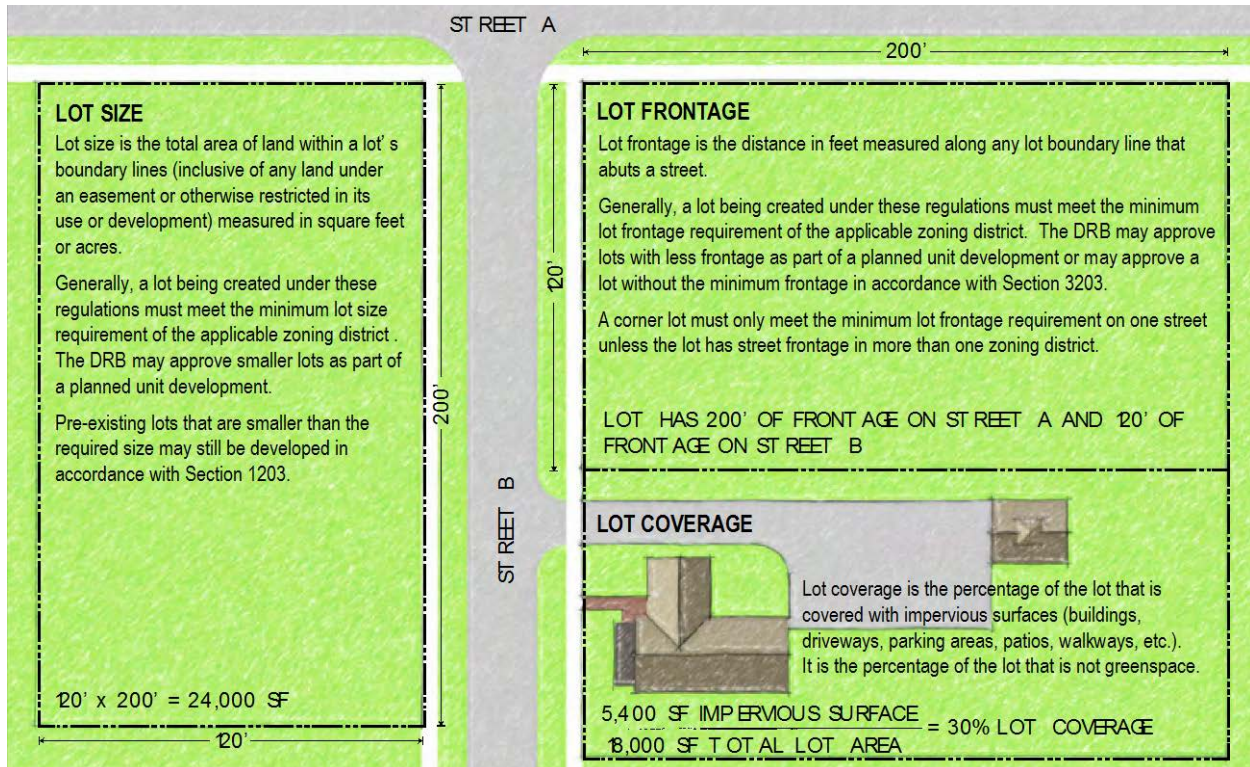 STREET A
200'
LOT SIZE
Lot size is the total area of land within a lot's
boundary lines (inclusive of any land under
an easement or otherwise restricted in its
use or development) measured in square feet
or acres.
Generally, a lot being created under these
regulations must meet the minimum lot size
requirement of the applicable zoning district .
The DRB may approve smaller lots as part of
a planned unit development.
Pre-existing lots that are smaller than the
required size may still be developed in
accordance with Section 1203.
120' x 200' = 24,000 SF
120'
200'
STREET B
120'
LOT FRONTAGE
Lot frontage is the distance in feet measured along any lot boundary line that
abuts a street.
Generally, a lot being created under these regulations must meet the minimum
lot frontage requirement of the applicable zoning district. The DRB may approve
lots with less frontage as part of a planned unit development or may approve a
lot without the minimum frontage in accordance with Section 3203.
A corner lot must only meet the minimum lot frontage requirement on one street
unless the lot has street frontage in more than one zoning district.
LOT HAS 200' OF FRONTAGE ON STREET A AND 120' OF
FRONTAGE ON STREET B
LOT COVERAGE
Lot coverage is the percentage of the lot that is
covered with impervious surfaces (buildings,
driveways, parking areas, patios, walkways, etc.).
It is the percentage of the lot that is not greenspace.
5,400 SF IMPERVIOUS SURFACE
= 30% LOT COVERAGE
18,000 SF TOTAL LOT AREA